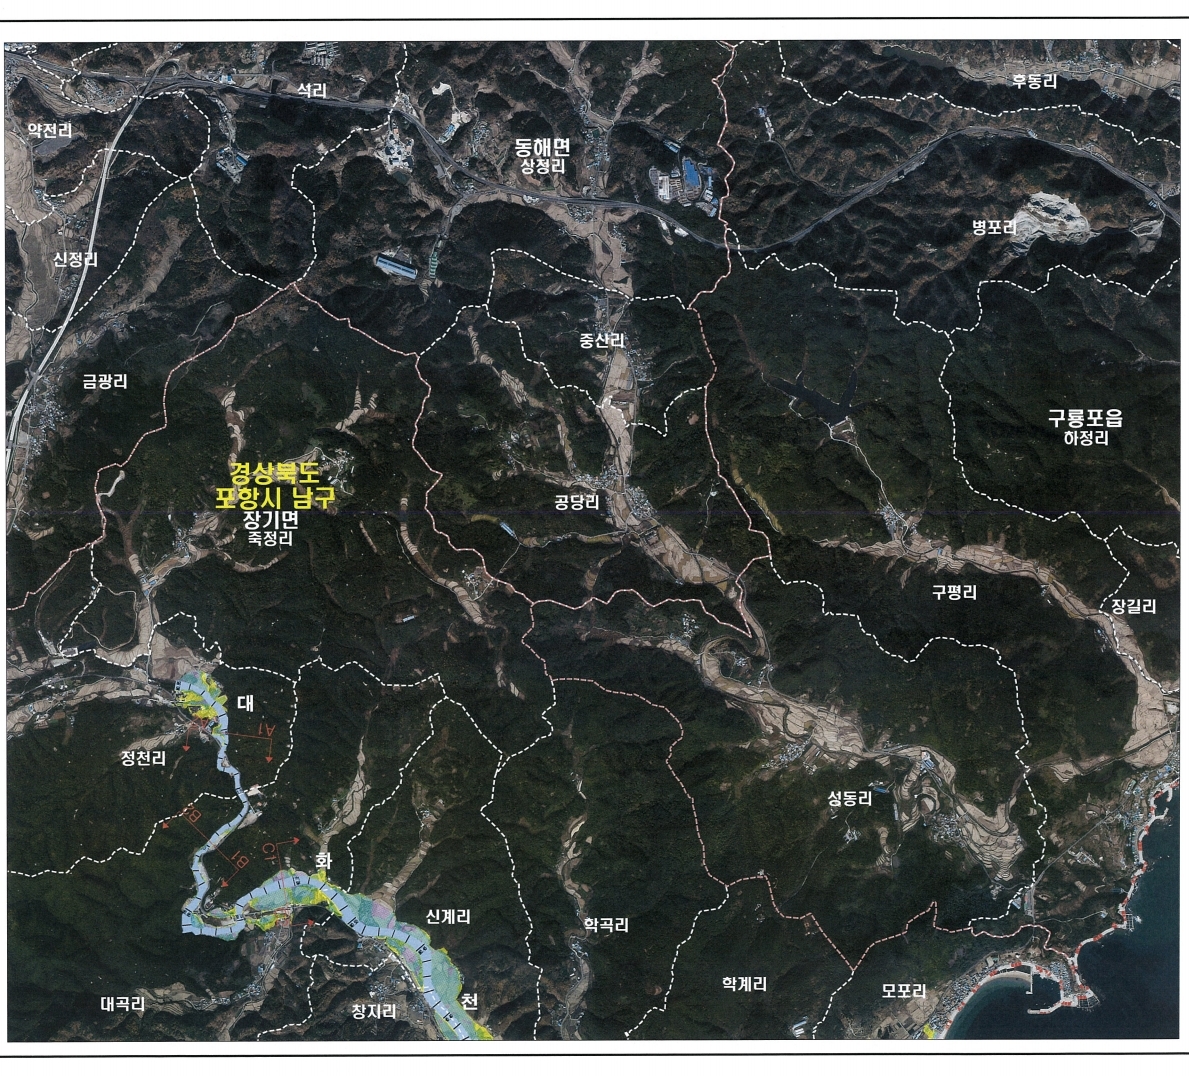 석리
후동리
약전리
동해면
상정리
병포리
신정리
중산리
금광리
구룡포읍
하정리
경상북도
포항시 남구
장기면
죽정리
공당리
구평리
장길리
대
A1
정천리
성동리
B1
화
신계리
학곡리
학계리
모포리
대곡리
창지리
천